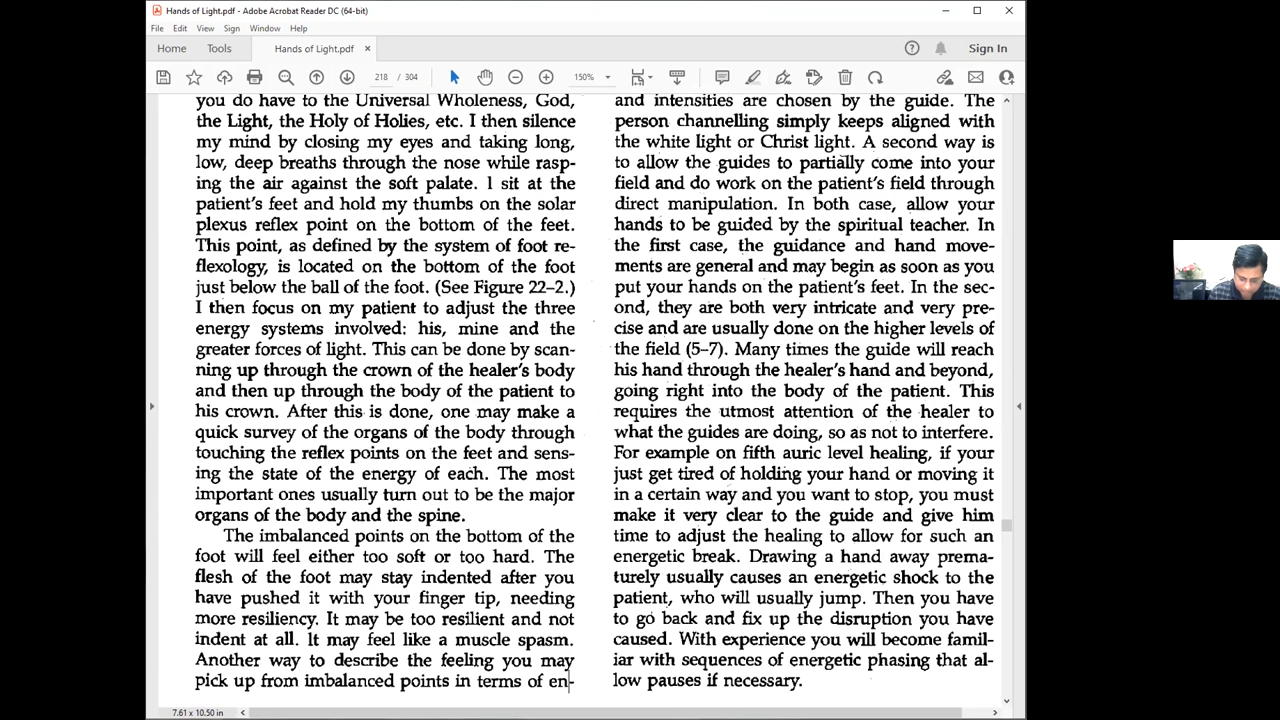 Hands of Light.pdf - Adobe Acrobat Reader DC (64-bit)
File Edit View Sign Window Help
Home Tools Hands of Light.pdf × Sign In
218 / 304 150%
you do have to the Universal Wholeness, God,
the Light, the Holy of Holies, etc. I then silence
my mind by closing my eyes and taking long,
low, deep breaths through the nose while rasp-
ing the air against the soft palate. I sit at the
patient's feet and hold my thumbs on the solar
plexus reflex point on the bottom of the feet.
This point, as defined by the system of foot re-
flexology, is located on the bottom of the foot
just below the ball of the foot. (See Figure 22–2.)
I then focus on my patient to adjust the three
energy systems involved: his, mine and the
greater forces of light. This can be done by scan-
ning up through the crown of the healer's body
and then up through the body of the patient to
his crown. After this is done, one may make a
quick survey of the organs of the body through
touching the reflex points on the feet and sens-
ing the state of the energy of each. The most
important ones usually turn out to be the major
organs of the body and the spine.
The imbalanced points on the bottom of the
foot will feel either too soft or too hard. The
flesh of the foot may stay indented after you
have pushed it with your finger tip, needing
more resiliency. It may be too resilient and not
indent at all. It may feel like a muscle spasm.
Another way to describe the feeling you may
pick up from imbalanced points in terms of en-
and intensities are chosen by the guide. The
person channelling simply keeps aligned with
the white light or Christ light. A second way is
to allow the guides to partially come into your
field and do work on the patient's field through
direct manipulation. In both case, allow your
hands to be guided by the spiritual teacher. In
the first case, the guidance and hand move-
ments are general and may begin as soon as you
put your hands on the patient's feet. In the sec-
ond, they are both very intricate and very pre-
cise and are usually done on the higher levels of
the field (5–7). Many times the guide will reach
his hand through the healer's hand and beyond,
going right into the body of the patient. This
requires the utmost attention of the healer to
what the guides are doing, so as not to interfere.
For example on fifth auric level healing, if your
just get tired of holding your hand or moving it
in a certain way and you want to stop, you must
make it very clear to the guide and give him
time to adjust the healing to allow for such an
energetic break. Drawing a hand away prema-
turely usually causes an energetic shock to the
patient, who will usually jump. Then you have
to go back and fix up the disruption you have
caused. With experience you will become famil-
iar with sequences of energetic phasing that al-
low pauses if necessary.
7.61 x 10.50 in